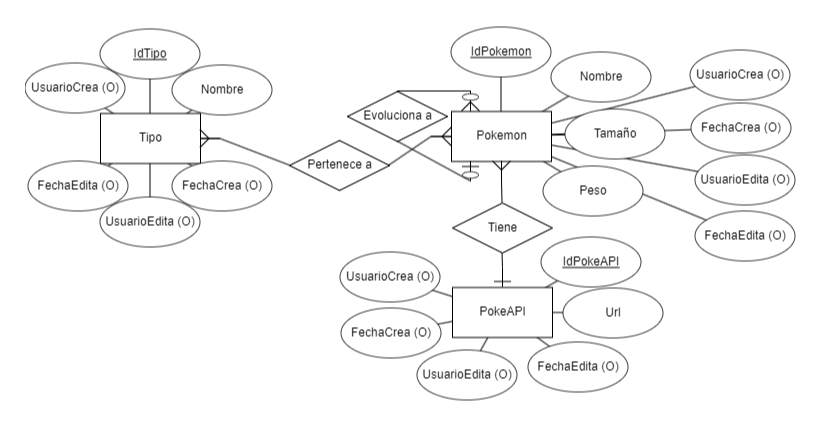 IdTipo
UsuarioCrea (O)
Nombre
Tipo
FechaEdita (O)
FechaCrea (O)
UsuarioEdita (O)
Pertenece a
Evoluciona a
IdPokemon
Nombre
UsuarioCrea (O)
Pokemon
Tamaño
FechaCrea (O)
UsuarioEdita (O)
Peso
FechaEdita (O)
Tiene
IdPokeAPI
UsuarioCrea (O)
PokeAPI
Url
FechaCrea (O)
UsuarioEdita (O)
FechaEdita (O)